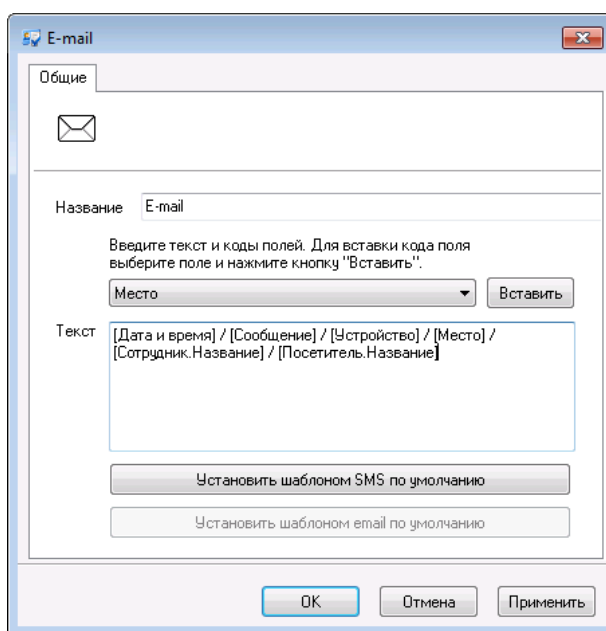 E-mail
Общие
Название E-mail
Введите текст и коды полей. Для вставки кода поля
выберите поле и нажмите кнопку "Вставить".
Место Вставить
Текст [Дата и время] / [Сообщение] / [Устройство] / [Место] /
[Сотрудник.Название] / [Посетитель.Название]
Установить шаблоном SMS по умолчанию
Установить шаблоном email по умолчанию
OK Отмена Применить